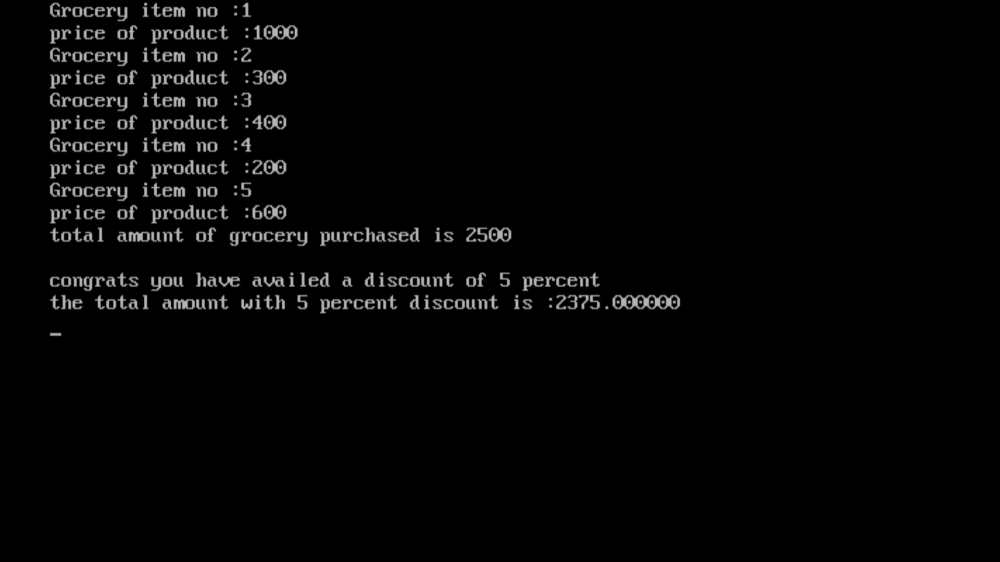 Grocery item no :1
price of product :1000
Grocery item no :2
price of product :300
Grocery item no :3
price of product :400
Grocery item no :4
price of product :200
Grocery item no :5
price of product :600
total amount of grocery purchased is 2500
congrats you have availed a discount of 5 percent
the total amount with 5 percent discount is :2375.000000